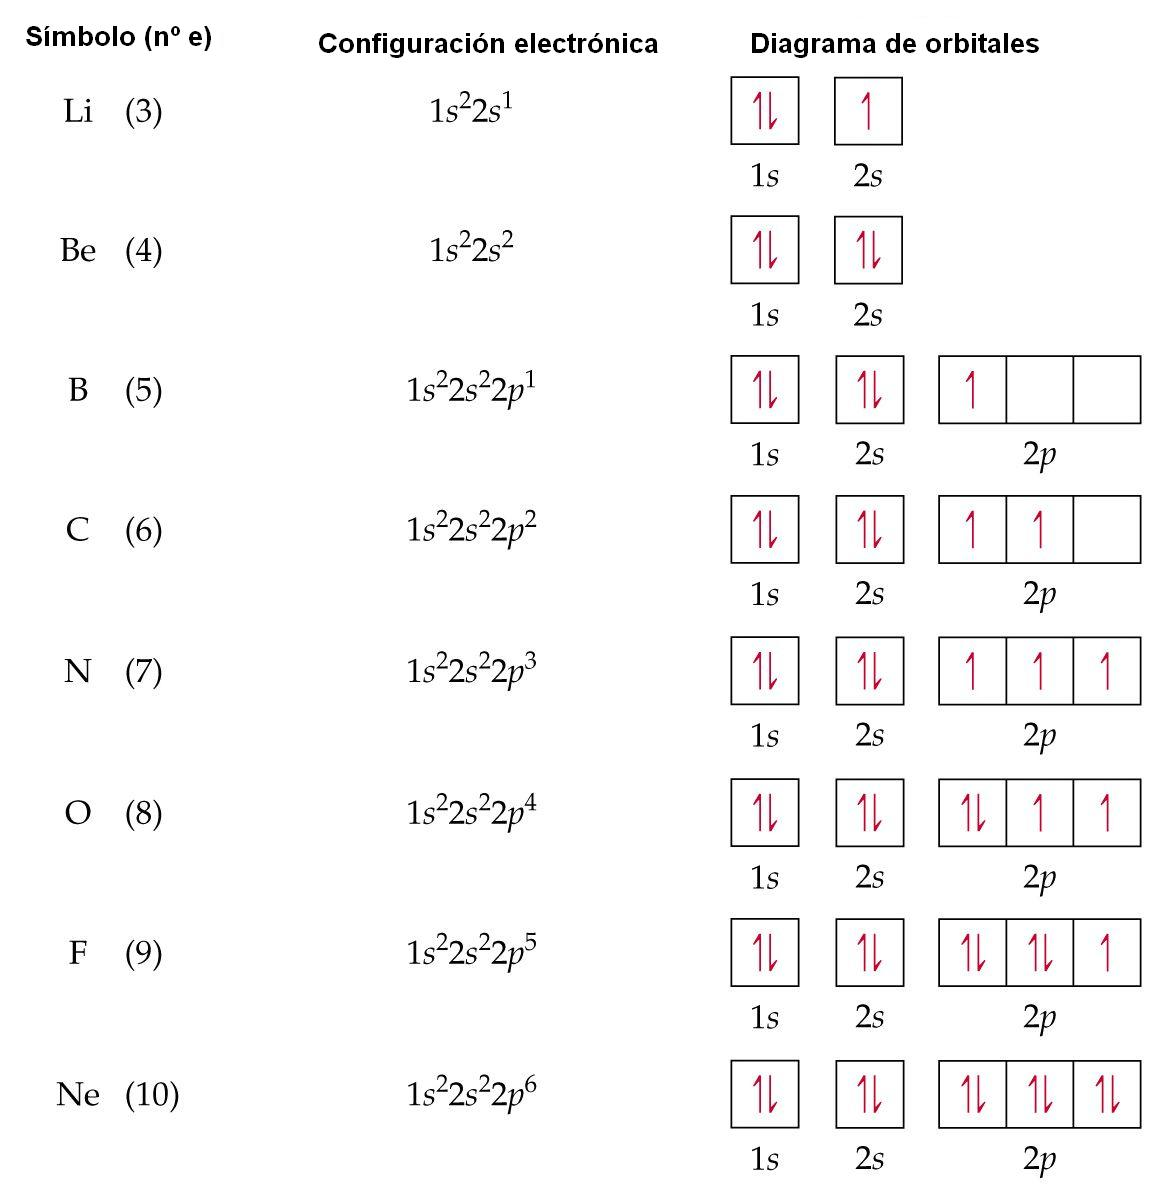 Símbolo (nº e) Configuración electrónica Diagrama de orbitales
Li (3) 1s²2s¹
1s 2s
Be (4) 1s²2s²
1s 2s
B (5) 1s²2s²2p¹
1s 2s 2p
C (6) 1s²2s²2p²
1s 2s 2p
N (7) 1s²2s²2p³
1s 2s 2p
O (8) 1s²2s²2p⁴
1s 2s 2p
F (9) 1s²2s²2p⁵
1s 2s 2p
Ne (10) 1s²2s²2p⁶
1s 2s 2p